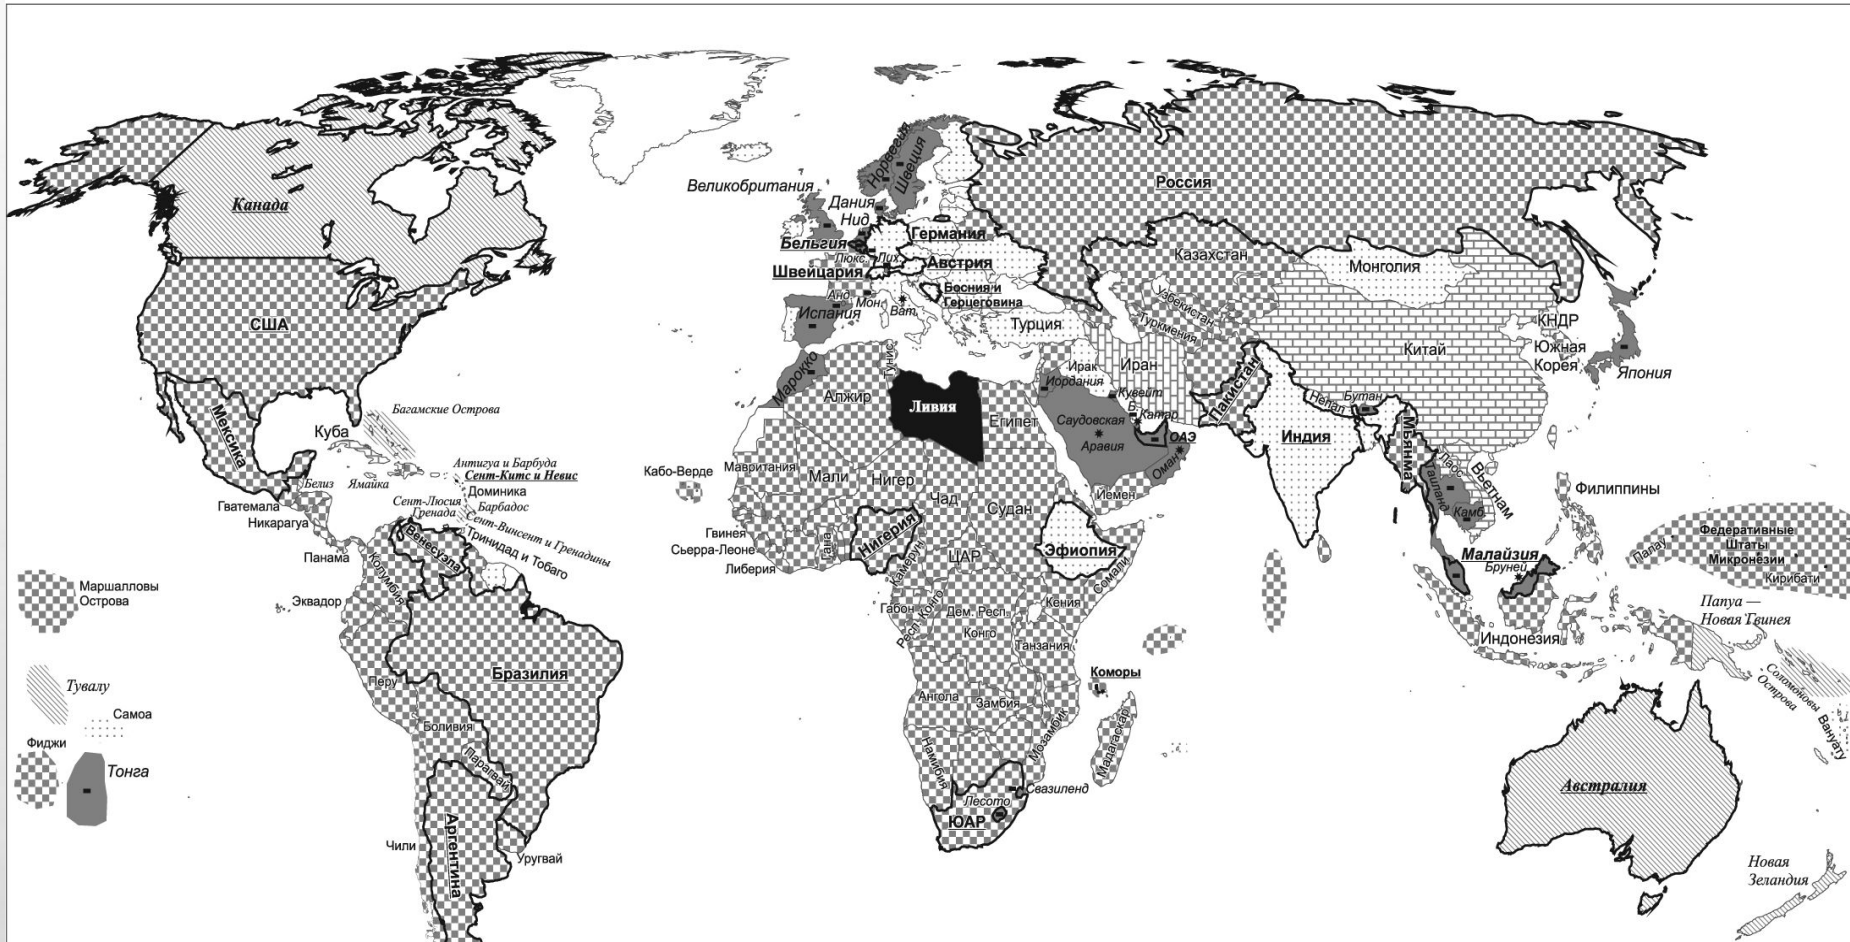 Канада
США
Мексика
Куба
Багамские Острова
Антигуа и Барбуда
Сент-Китс и Невис
Доминика
Барбадос
Белиз
Ямайка
Гватемала
Никарагуа
Сент-Люсия
Гренада
Сент-Винсент и Гренадины
Тринидад и Тобаго
Панама
Венесуэла
Колумбия
Эквадор
Маршалловы
Острова
Тувалу
Самоа
Фиджи
Тонга
Перу
Бразилия
Боливия
Парагвай
Чили
Аргентина
Уругвай
Великобритания
Норвегия
Швеция
Дания
Нид.
Бельгия
Германия
Люкс.
Лих.
Швейцария
Австрия
Анд.
Мон.
Ват.
Босния и
Герцеговина
Испания
Турция
Россия
Казахстан
Узбекистан
Туркмения
Монголия
Китай
КНДР
Южная
Корея
Япония
Марокко
Алжир
Тунис
Ливия
Египет
Ирак
Иордания
Иран
Кувейт
Б.
Катар
Саудовская
Аравия
ОАЭ
Оман
Йемен
Пакистан
Индия
Непал
Бутан
Мьянма
Лаос
Таиланд
Вьетнам
Камб.
Филиппины
Малайзия
Бруней
Индонезия
Палау
Федеративные
Штаты
Микронезии
Кирибати
Папуа —
Новая Гвинея
Соломоновы
Острова
Вануату
Австралия
Новая
Зеландия
Кабо-Верде
Мавритания
Мали
Нигер
Чад
Судан
Гвинея
Сьерра-Леоне
Либерия
Гана
Нигерия
Камерун
ЦАР
Эфиопия
Сомали
Габон
Респ. Конго
Дем. Респ.
Конго
Кения
Танзания
Коморы
Ангола
Замбия
Мозамбик
Мадагаскар
Намибия
Свазиленд
Лесото
ЮАР